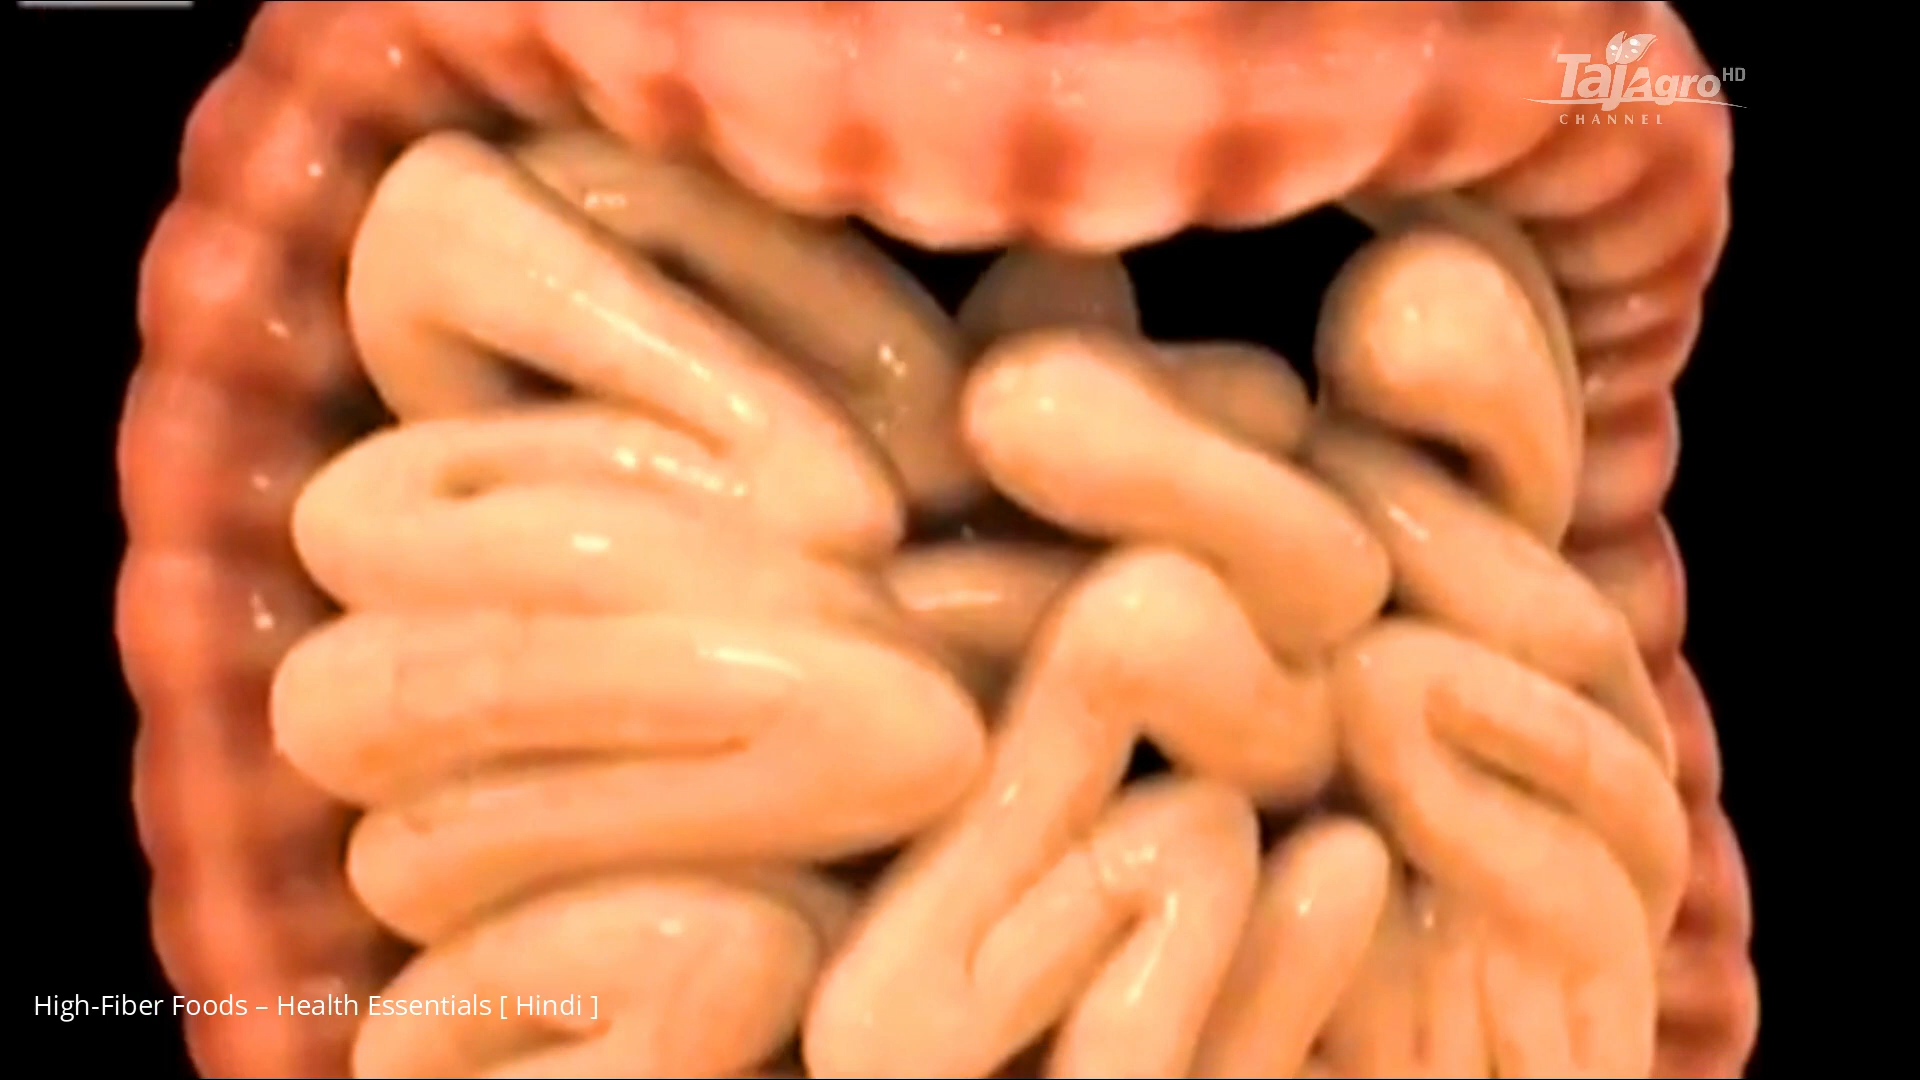 TajAgro HD
CHANNEL
High-Fiber Foods – Health Essentials [ Hindi ]